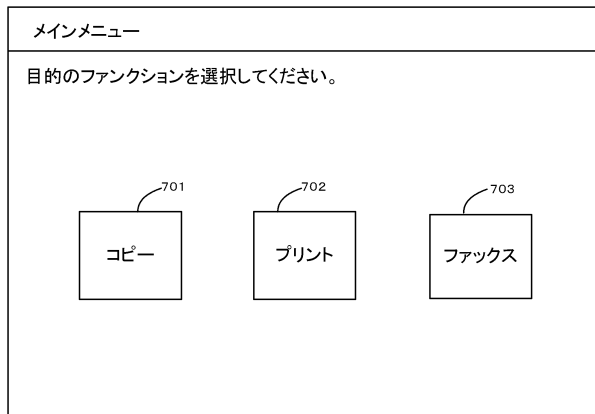 メインメニュー
目的のファンクションを選択してください。
701 702 703
コピー プリント ファックス